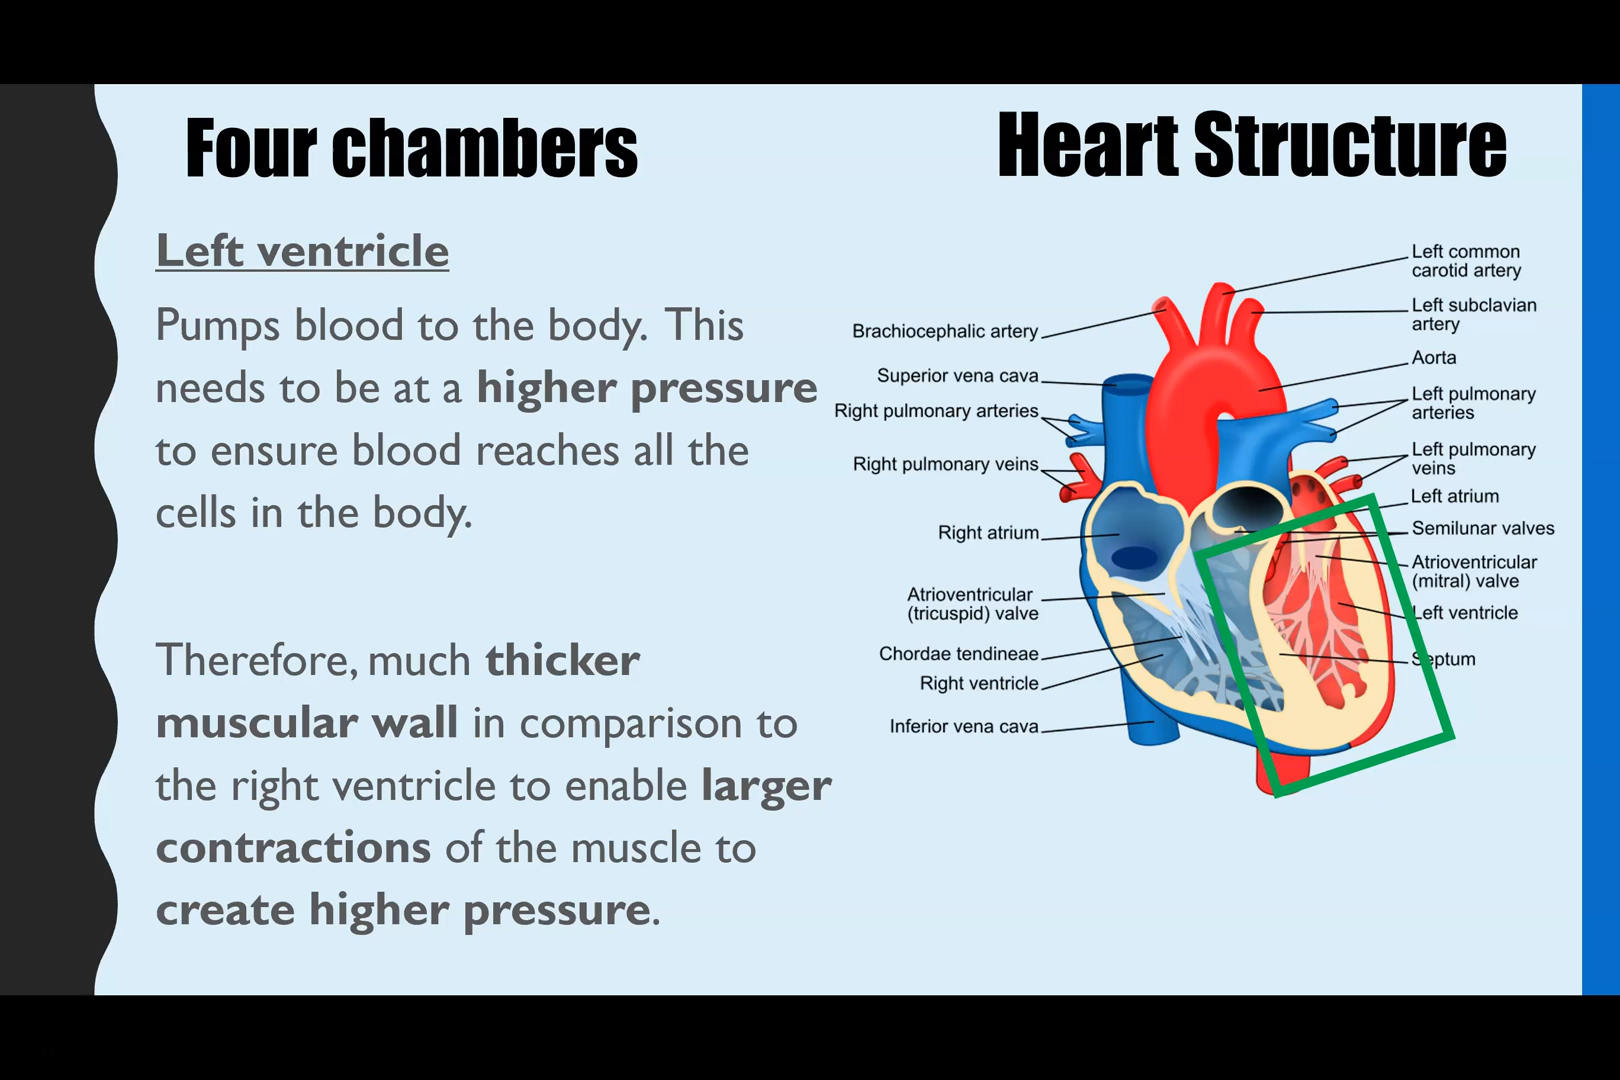 Four chambers
Heart Structure
Left ventricle
Pumps blood to the body. This
needs to be at a higher pressure
to ensure blood reaches all the
cells in the body.
Therefore, much thicker
muscular wall in comparison to
the right ventricle to enable larger
contractions of the muscle to
create higher pressure.
Brachiocephalic artery
Superior vena cava
Right pulmonary arteries
Right pulmonary veins
Right atrium
Atrioventricular
(tricuspid) valve
Chordae tendineae
Right ventricle
Inferior vena cava
Left common
carotid artery
Left subclavian
artery
Aorta
Left pulmonary
arteries
Left pulmonary
veins
Left atrium
Semilunar valves
Atrioventricular
(mitral) valve
Left ventricle
Septum